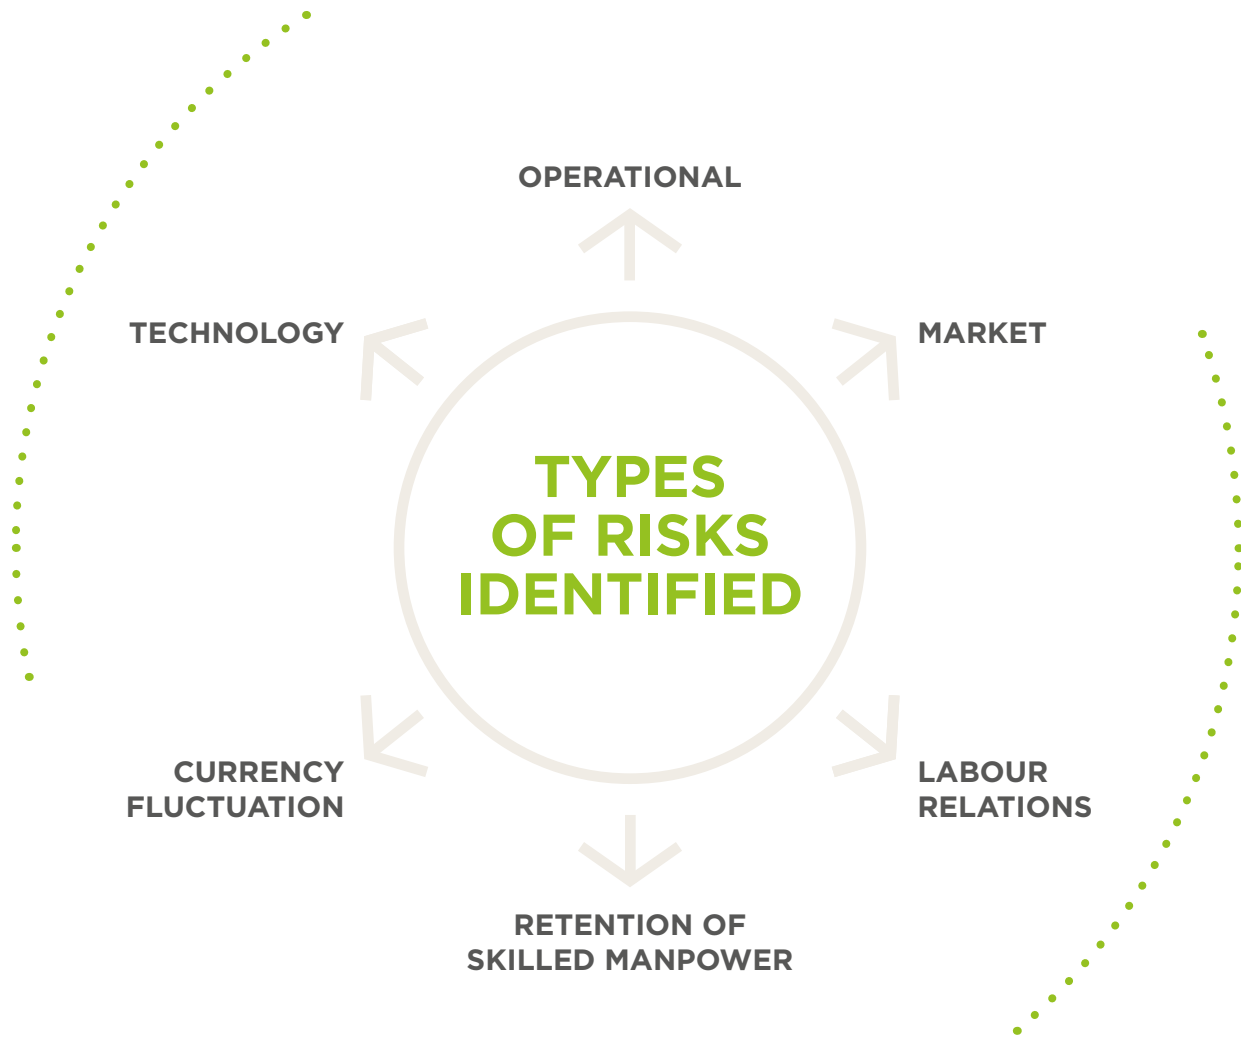 OPERATIONAL
TECHNOLOGY
MARKET
TYPES
OF RISKS
IDENTIFIED
CURRENCY
FLUCTUATION
LABOUR
RELATIONS
RETENTION OF
SKILLED MANPOWER